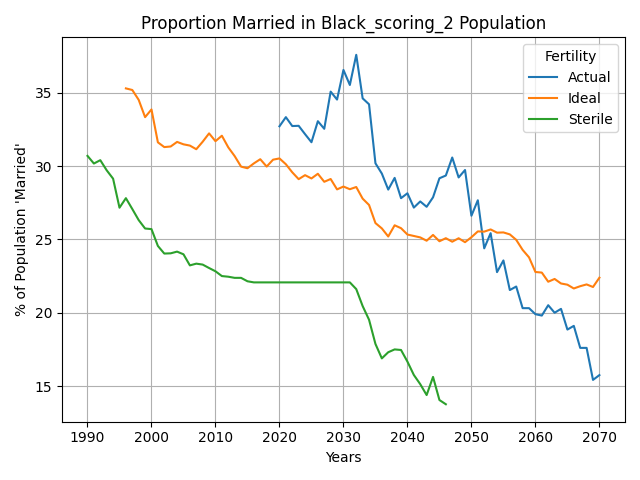 Proportion Married in Black_scoring_2 Population
% of Population 'Married'
35
30
25
20
15
Fertility
Actual
Ideal
Sterile
1990 2000 2010 2020 2030 2040 2050 2060 2070
Years